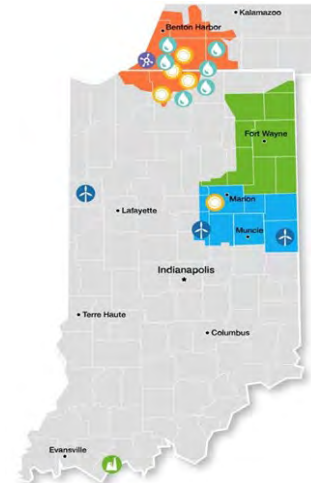 Kalamazoo
Benton Harbor
Fort Wayne
Marion
Lafayette
Muncie
Indianapolis
Terre Haute
Columbus
Evansville